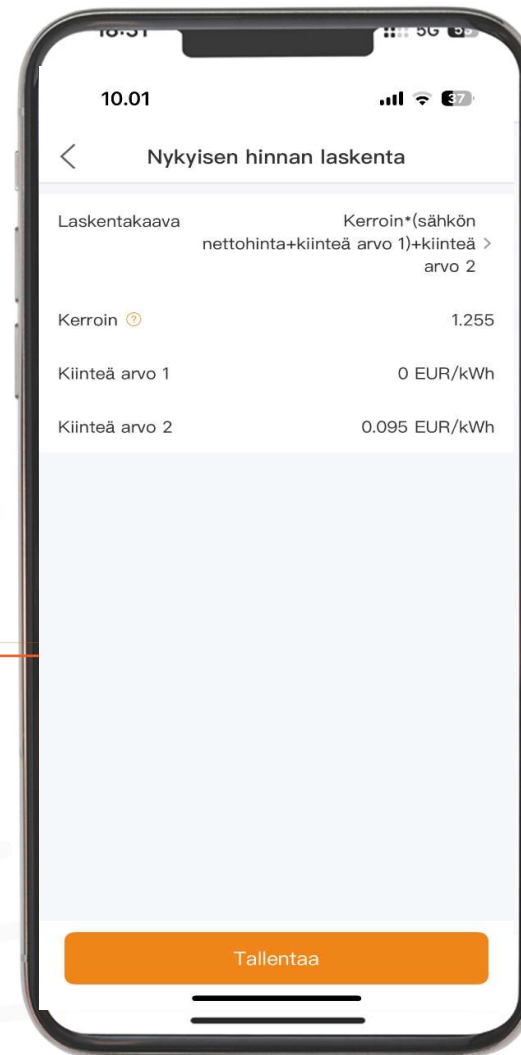 10.01
37
Nykyisen hinnan laskenta
Laskentakaava
Kerroin*(sähkön
nettohinta+kiinteä arvo 1)+kiinteä
arvo 2
Kerroin
1.255
Kiinteä arvo 1
0 EUR/kWh
Kiinteä arvo 2
0.095 EUR/kWh
Tallentaa